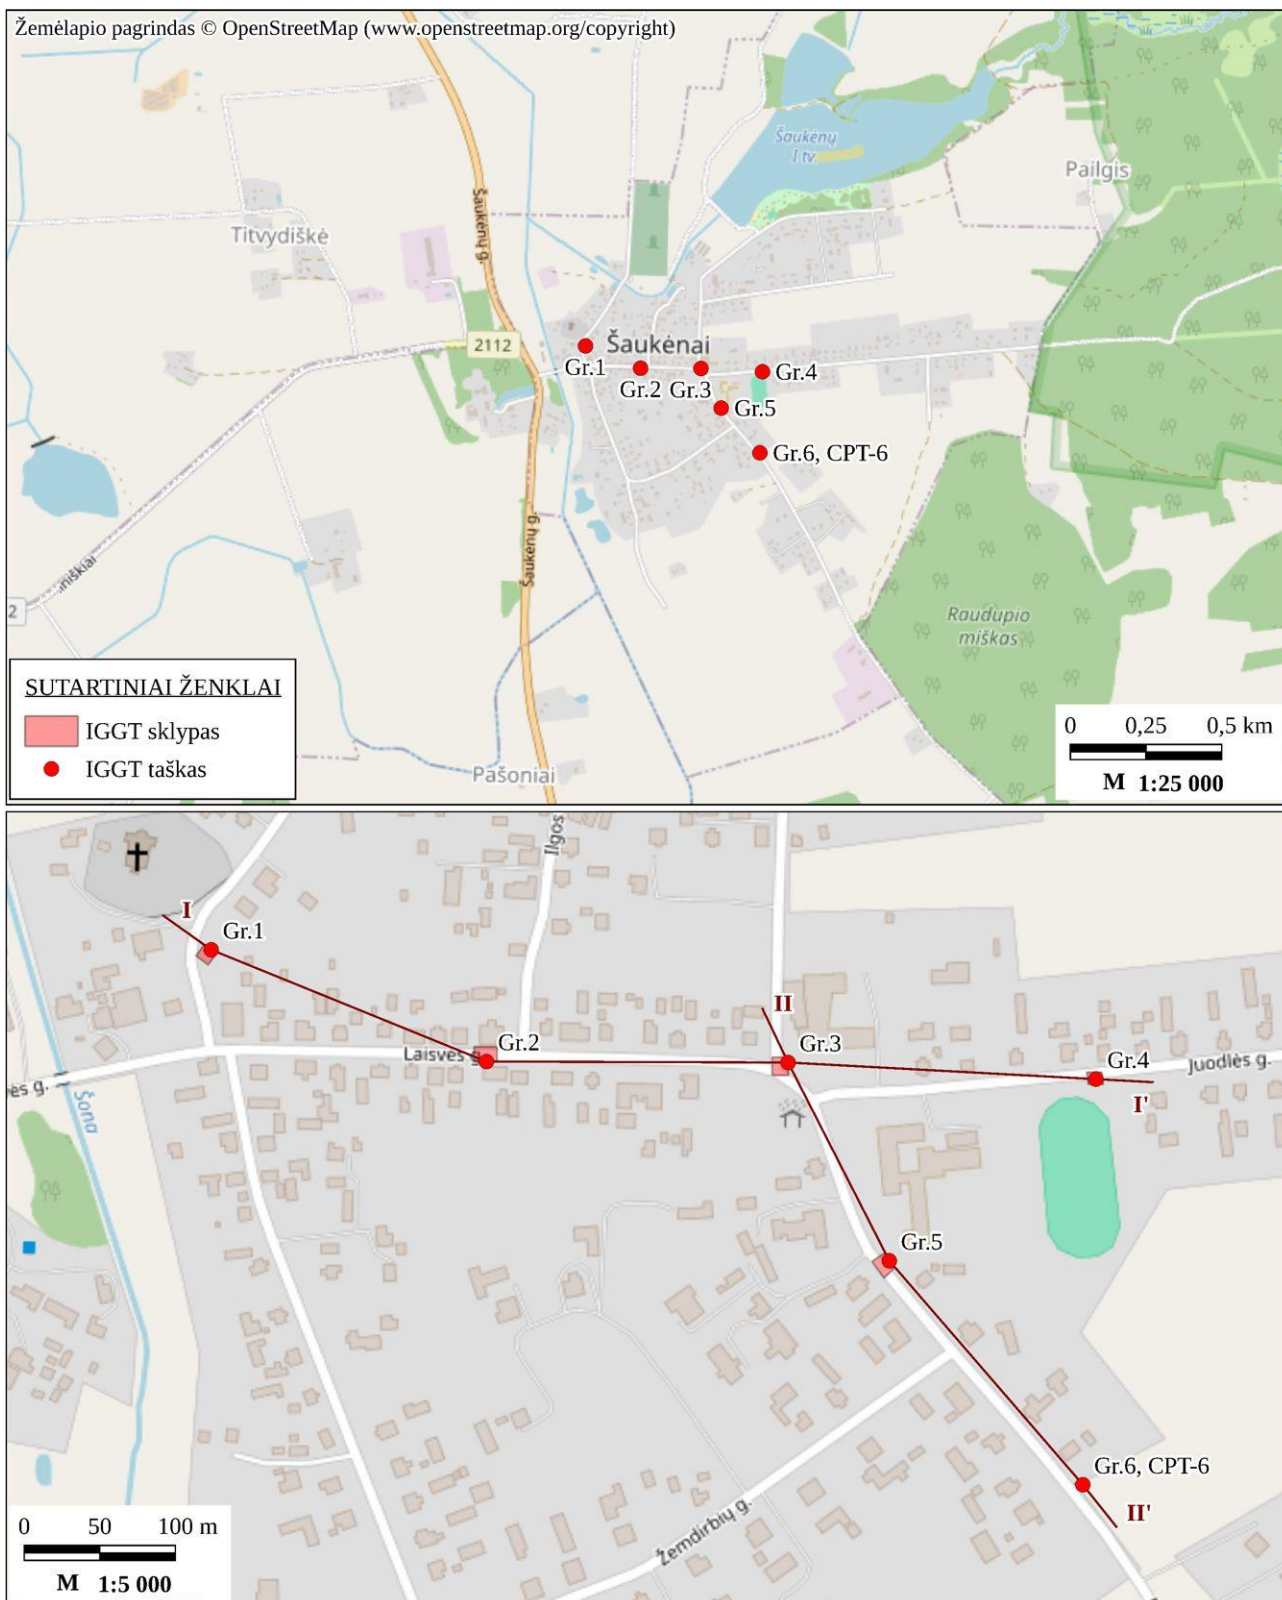 Žemėlapio pagrindas © OpenStreetMap (www.openstreetmap.org/copyright)
Šaukėnų
I tv.
Pailgis
Šaukėnų g.
Titvydiškė
2112
Šaukėnai
Gr.1
Gr.2
Gr.3
Gr.4
Gr.5
Gr.6, CPT-6
Šaukėnų g.
niškiai
2
Raudupio
miškas
SUTARTINIAI ŽENKLAI
IGGT sklypas
IGGT taškas
Pašoniai
0 0,25 0,5 km
M 1:25 000
Ilgos
I
Gr.1
II
Laisvės g.
Gr.2
Gr.3
Gr.4
Juodlės g.
I'
ės g.
Šona
Gr.5
Gr.6, CPT-6
II'
Žemdirbių g.
0 50 100 m
M 1:5 000